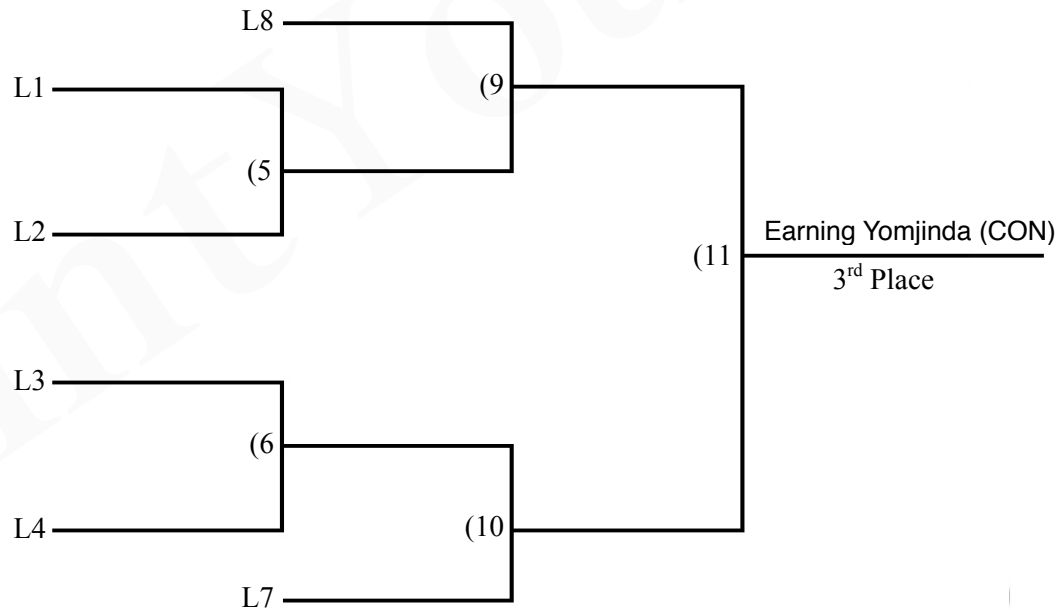 L8
L1
(9
(5
L2
Earning Yomjinda (CON)
(11
3rd Place
L3
(6
L4
(10
L7